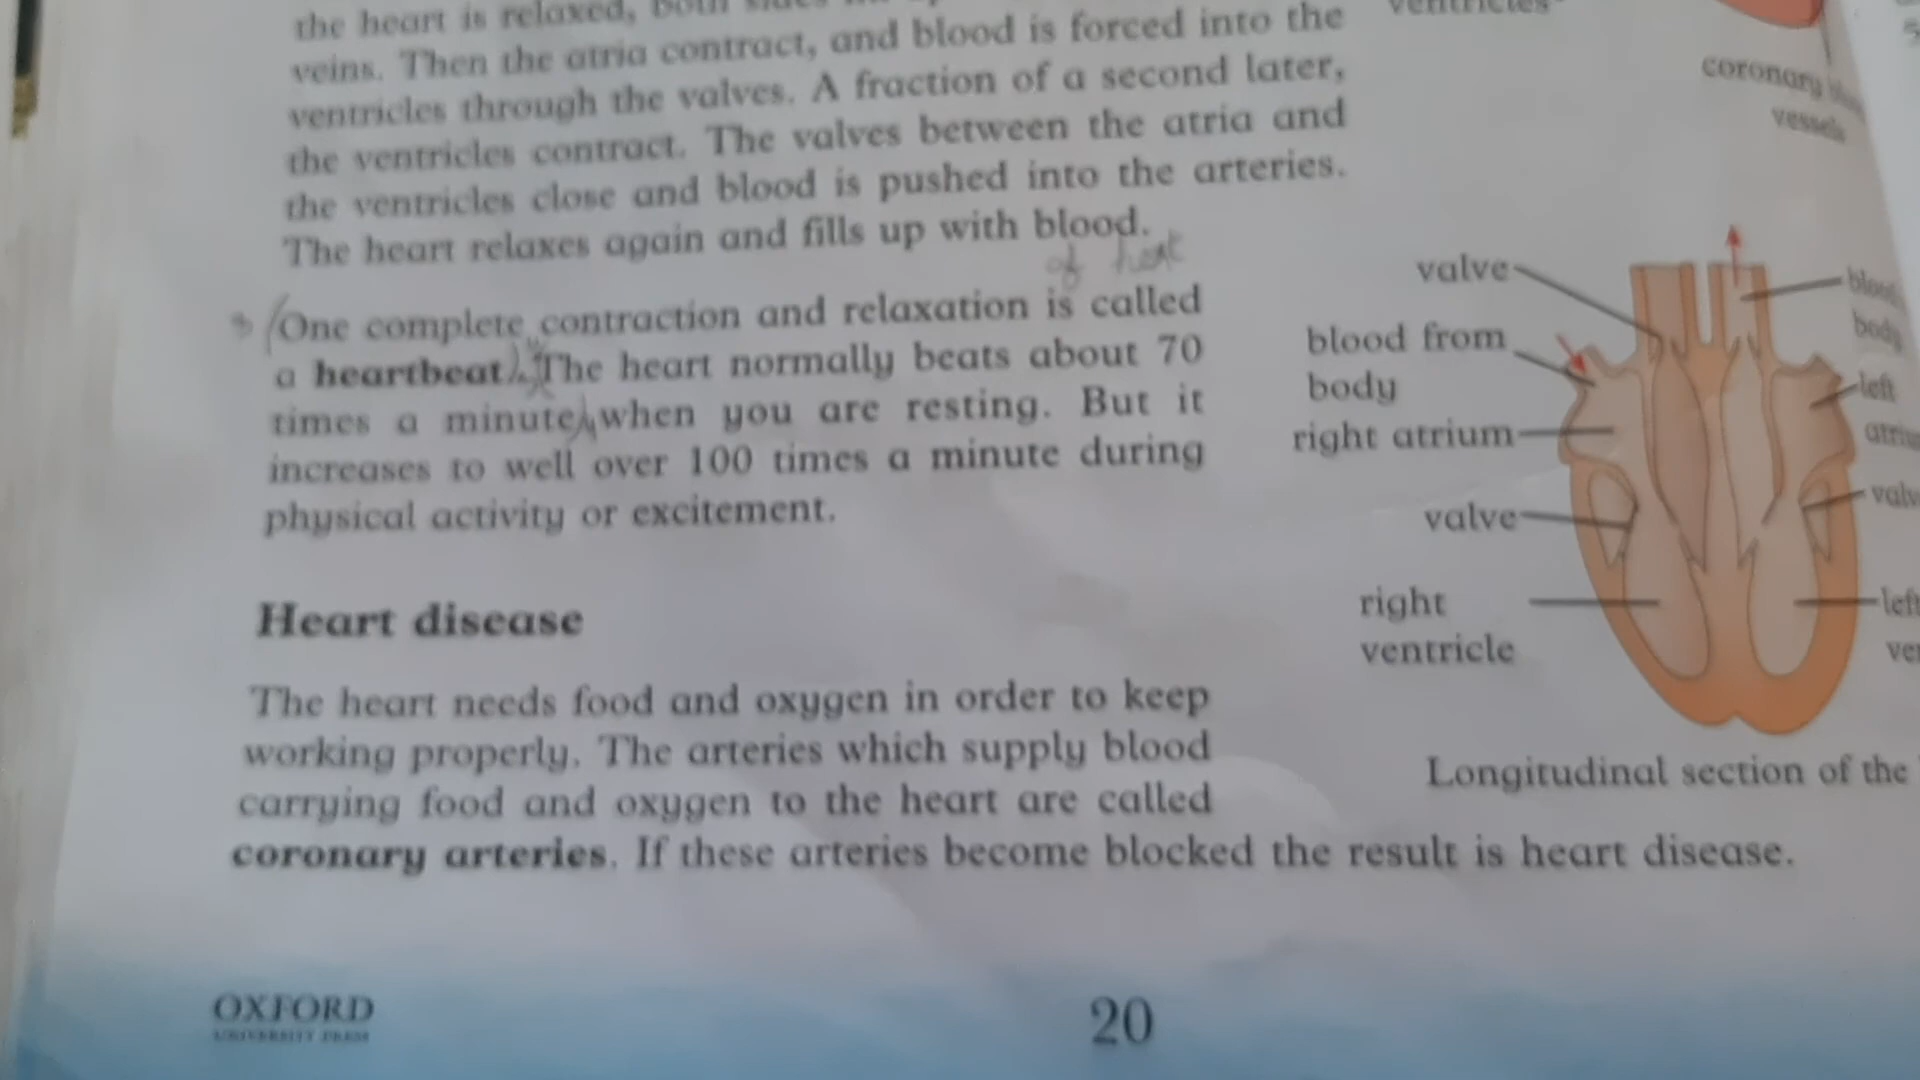 the heart is relaxed, both sides
veins. Then the atria contract, and blood is forced into the
ventricles through the valves. A fraction of a second later,
the ventricles contract. The valves between the atria and
the ventricles close and blood is pushed into the arteries.
The heart relaxes again and fills up with blood.
of heat
One complete contraction and relaxation is called
a heartbeat. The heart normally beats about 70
times a minute when you are resting. But it
increases to well over 100 times a minute during
physical activity or excitement.
Heart disease
The heart needs food and oxygen in order to keep
working properly. The arteries which supply blood
carrying food and oxygen to the heart are called
coronary arteries. If these arteries become blocked the result is heart disease.
ventricles
coronary
vessels
valve
blood from
body
right atrium
valve
right
ventricle
blood
body
left
valve
left
Longitudinal section of the
OXFORD
UNIVERSITY PRESS
20